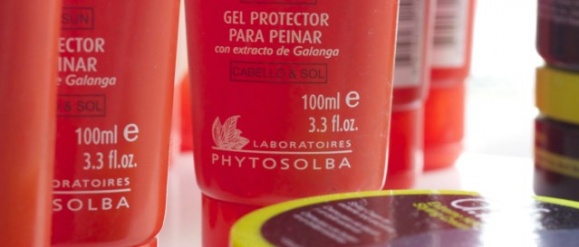 SUN
ECTOR
INAR
e Galanga
& SOL
100ml e
3.3 fl.oz.
ORATOIRES
SOLBA
GEL PROTECTOR
PARA PEINAR
con extracto de Galanga
CABELLO & SOL
100ml e
3.3 fl.oz.
LABORATOIRES
PHYTOSOLBA